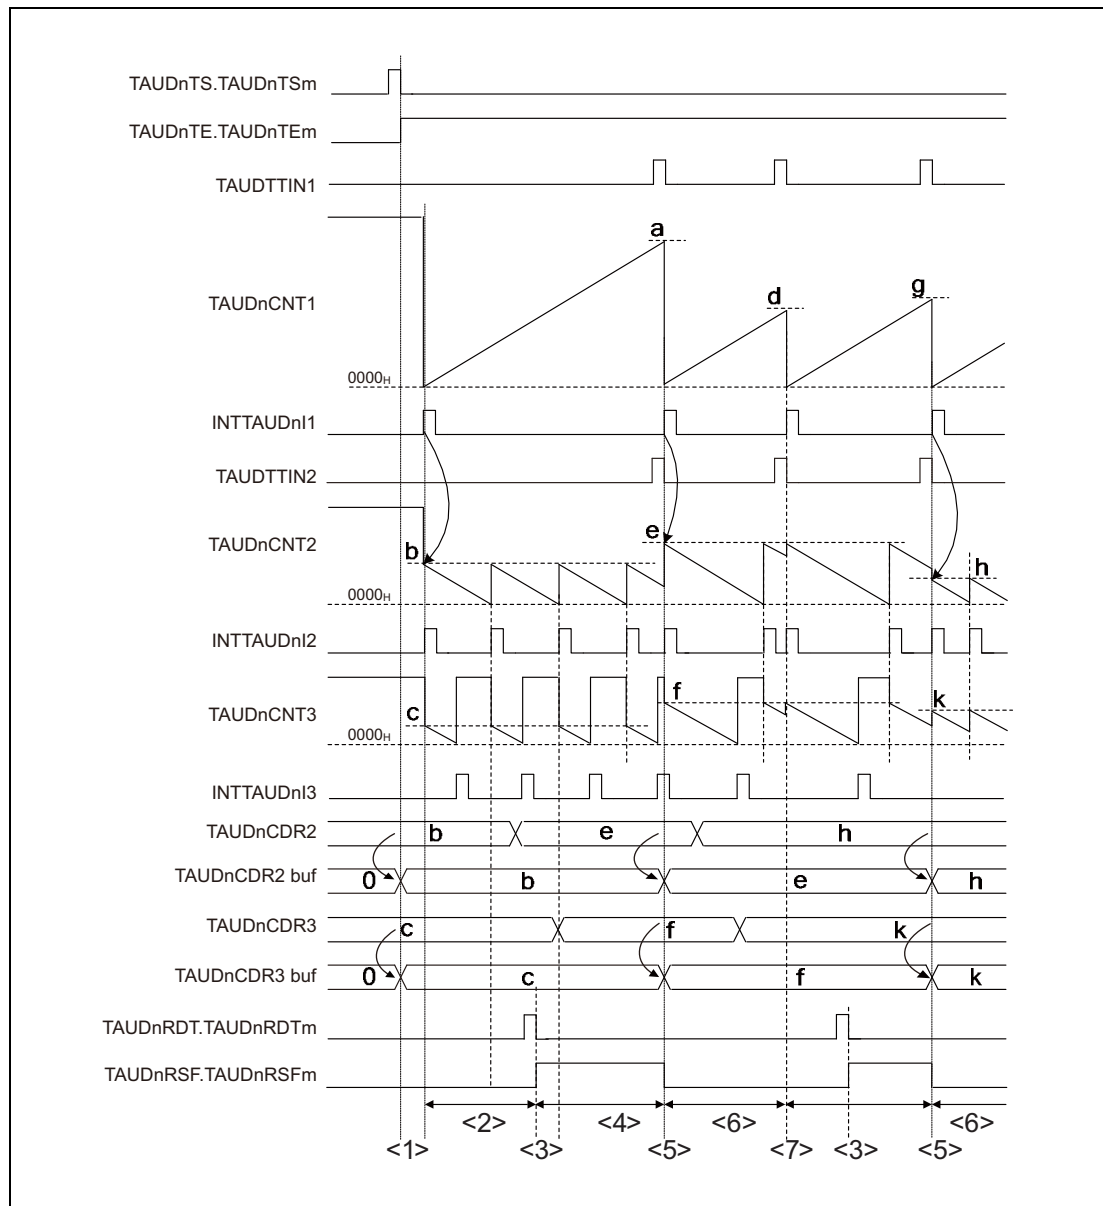 TAUDnTS.TAUDnTSm
TAUDnTE.TAUDnTEm
TAUDTTIN1
a
d
g
TAUDnCNT1
0000H
INTTAUDnI1
TAUDTTIN2
TAUDnCNT2
b
e
h
0000H
INTTAUDnI2
TAUDnCNT3
c
f
k
0000H
INTTAUDnI3
TAUDnCDR2
b
e
h
TAUDnCDR2 buf
0
b
e
h
TAUDnCDR3
c
f
k
TAUDnCDR3 buf
0
c
f
k
TAUDnRDT.TAUDnRDTm
TAUDnRSF.TAUDnRSFm
<2>
<4>
<6>
<6>
<1>
<3>
<5>
<7>
<3>
<5>